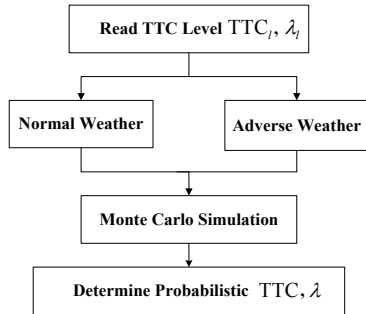 Read TTC Level TTC_l, λ_l
Normal Weather
Adverse Weather
Monte Carlo Simulation
Determine Probabilistic TTC, λ